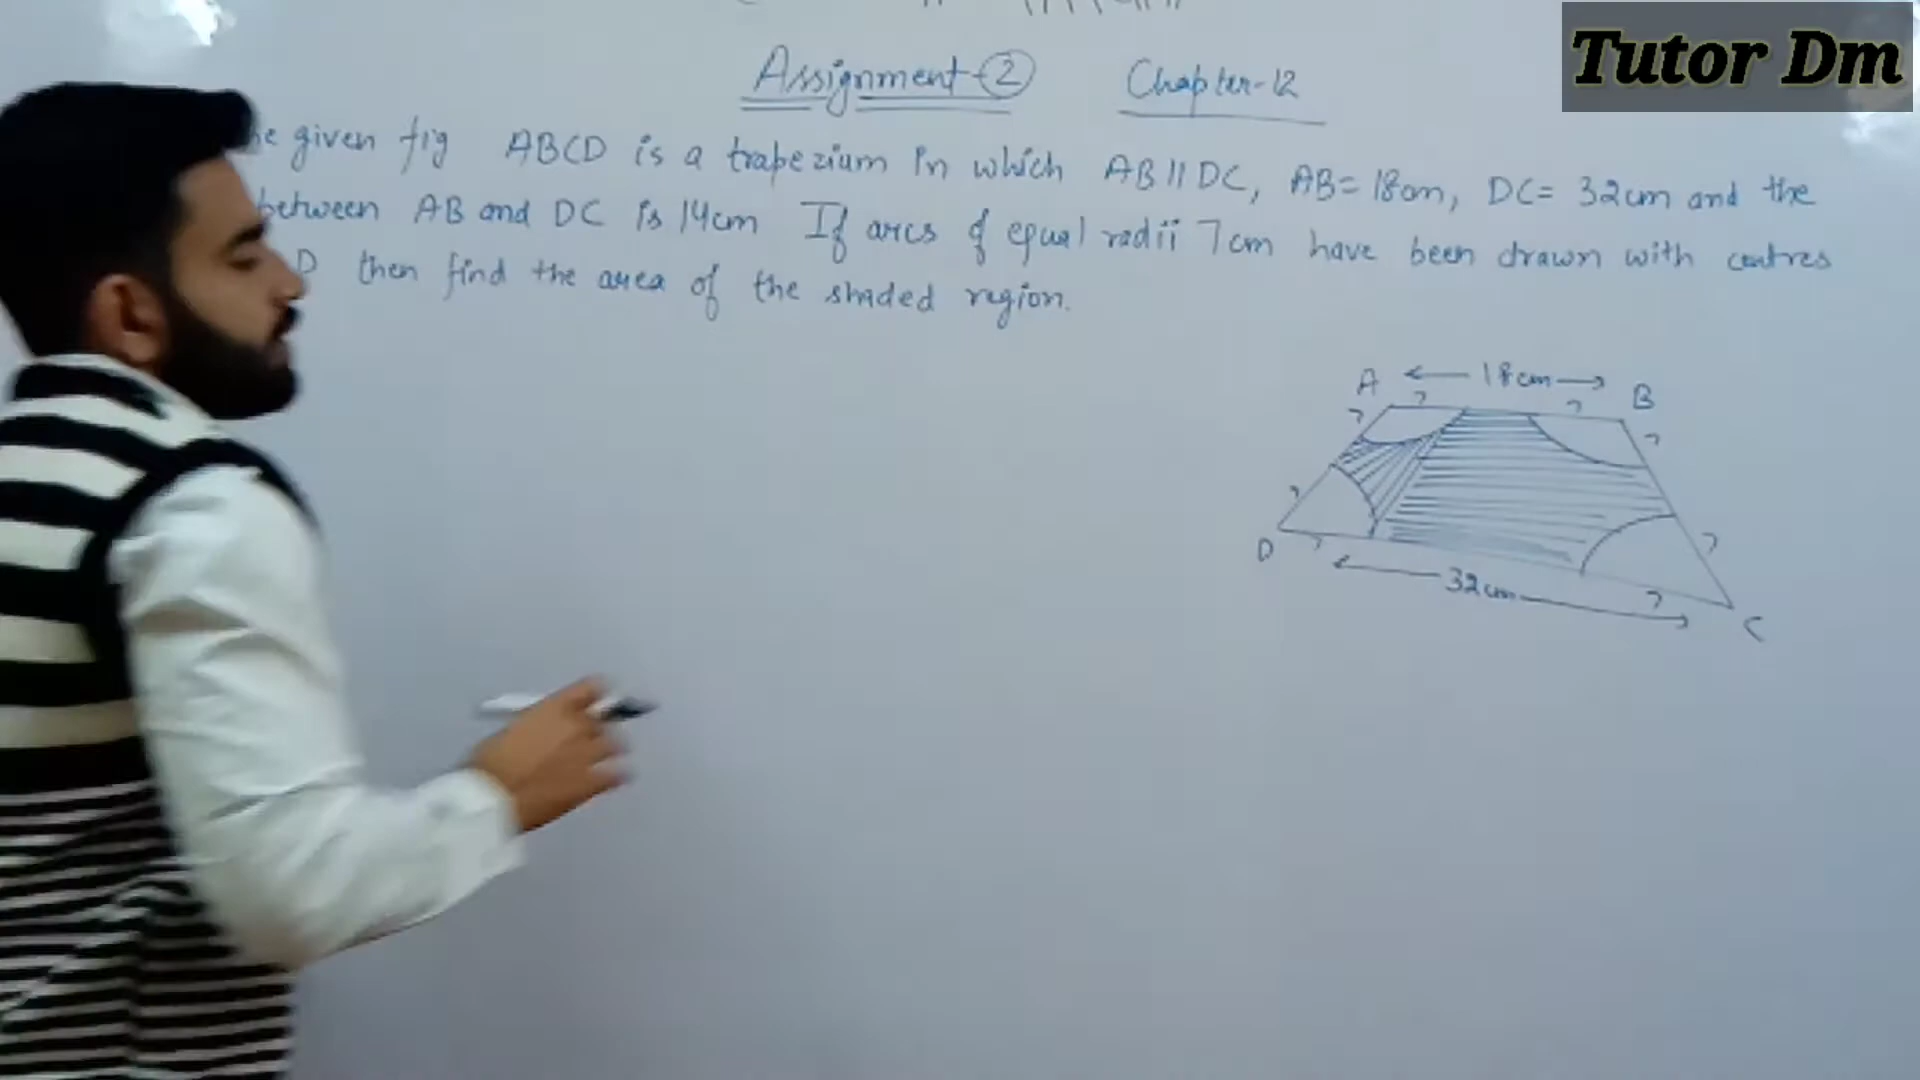 Tutor Dm
Assignment-② Chapter-12
given fig ABCD is a trapezium in which AB || DC, AB = 18cm, DC = 32cm and the
between AB and DC is 14cm If arcs of equal radii 7cm have been drawn with centres
D then find the area of the shaded region.
A 18cm B
7 7
7 7
7 7
D 7 7 C
32cm